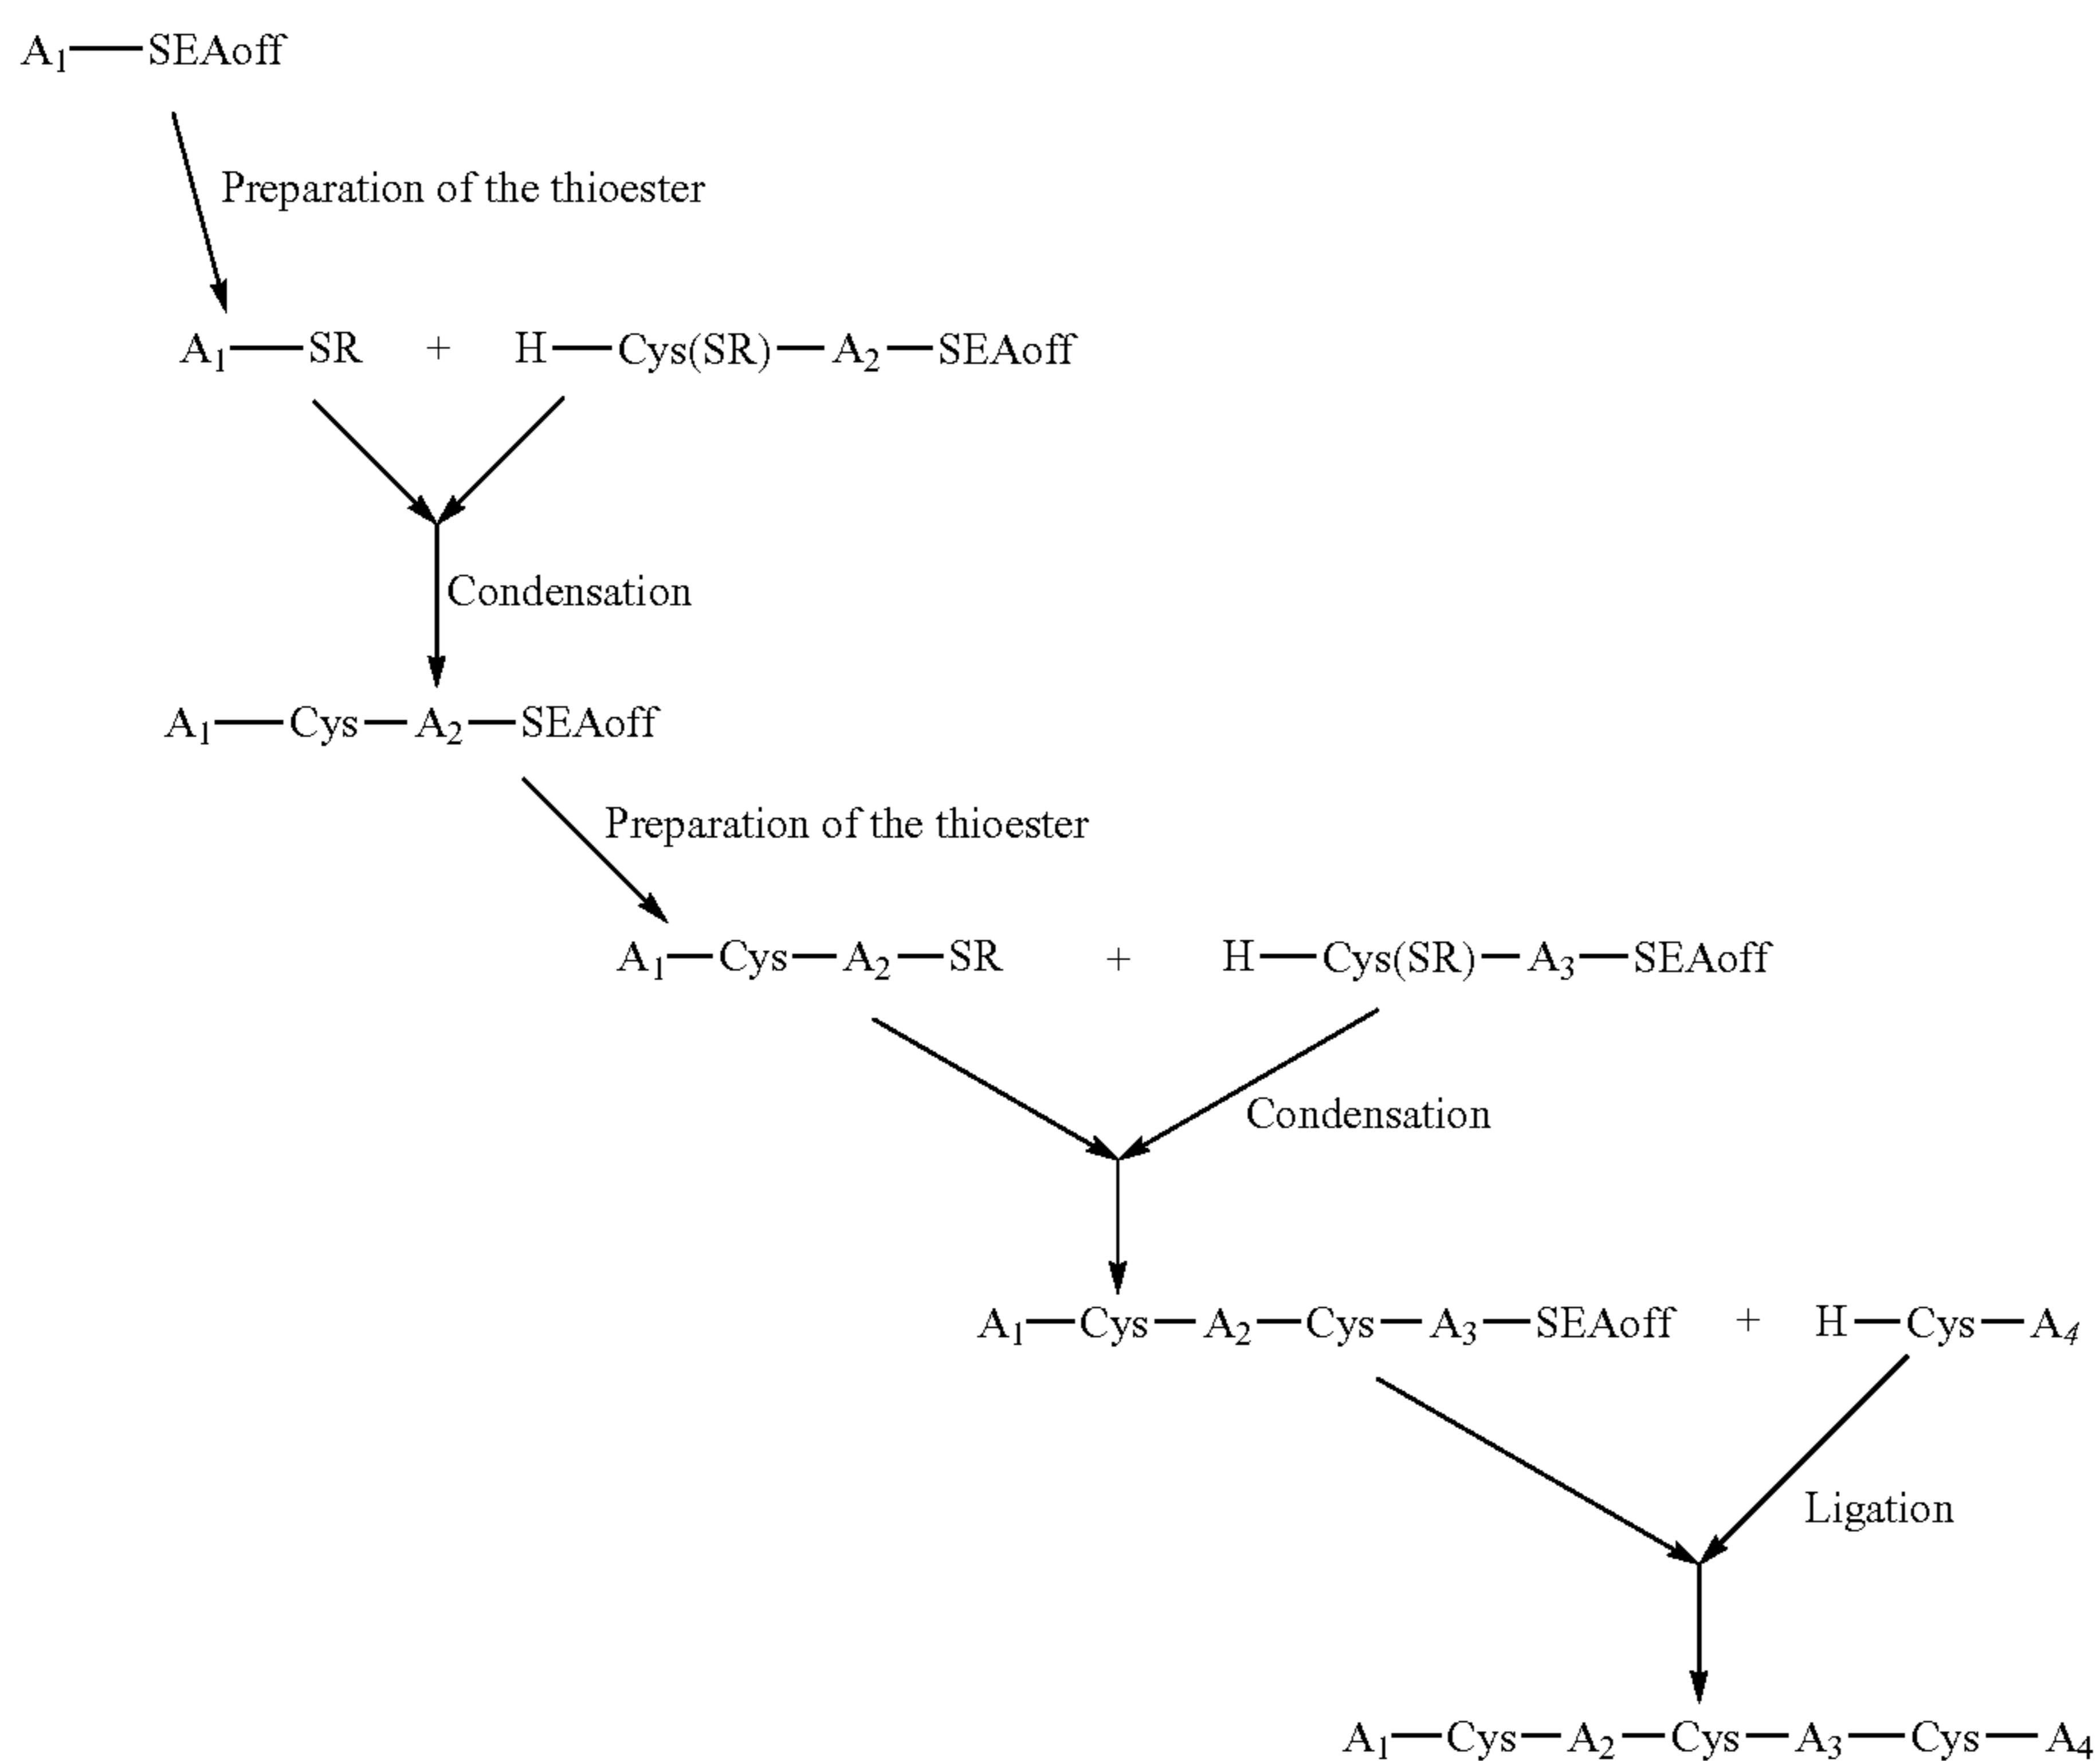 A₁—SEAoff
Preparation of the thioester
A₁—SR + H—Cys(SR)—A₂—SEAoff
Condensation
A₁—Cys—A₂—SEAoff
Preparation of the thioester
A₁—Cys—A₂—SR + H—Cys(SR)—A₃—SEAoff
Condensation
A₁—Cys—A₂—Cys—A₃—SEAoff + H—Cys—A₄
Ligation
A₁—Cys—A₂—Cys—A₃—Cys—A₄